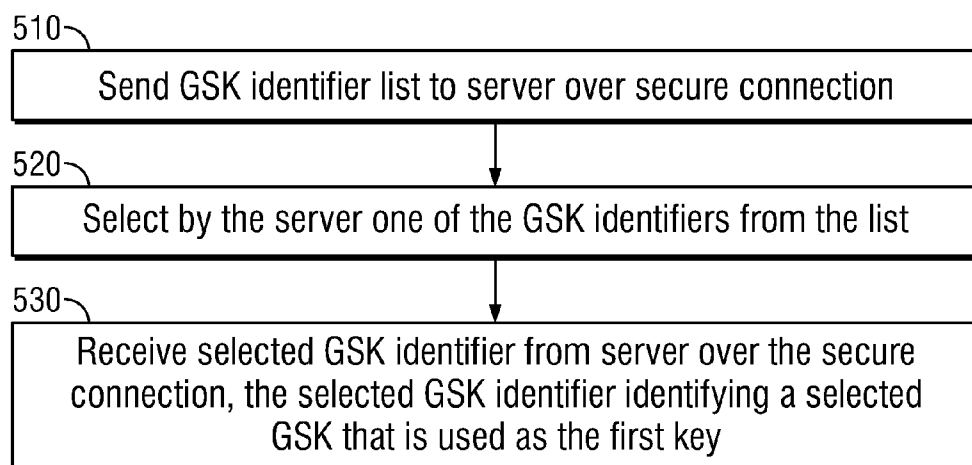 510
Send GSK identifier list to server over secure connection
520
Select by the server one of the GSK identifiers from the list
530
Receive selected GSK identifier from server over the secure
connection, the selected GSK identifier identifying a selected
GSK that is used as the first key